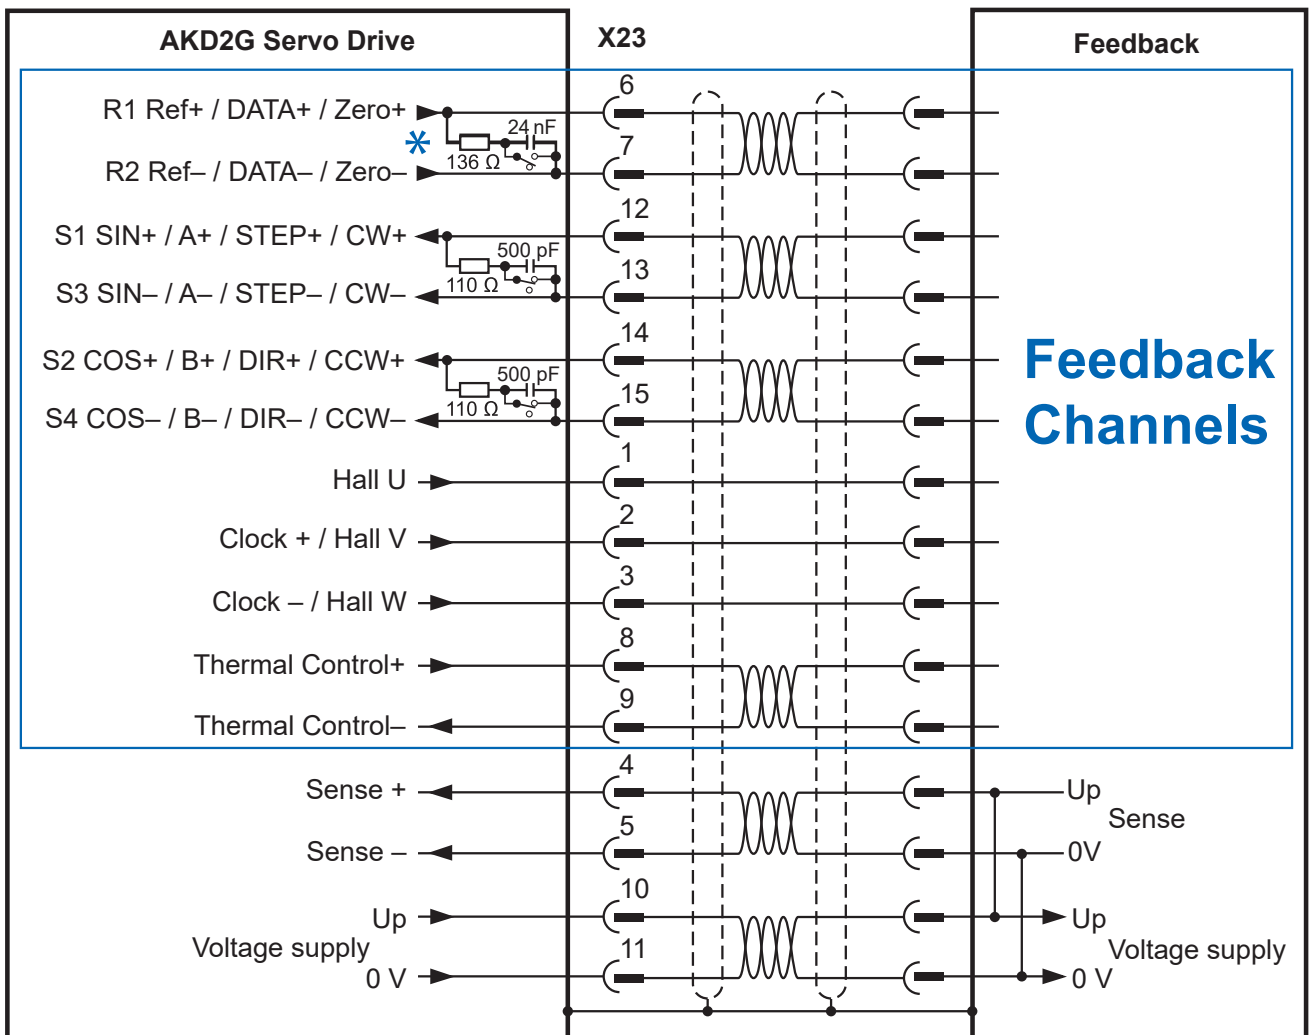 AKD2G Servo Drive
X23
Feedback
R1 Ref+ / DATA+ / Zero+
6
*
24 nF
136 Ω
7
R2 Ref– / DATA– / Zero–
12
S1 SIN+ / A+ / STEP+ / CW+
500 pF
110 Ω
13
S3 SIN– / A– / STEP– / CW–
14
S2 COS+ / B+ / DIR+ / CCW+
500 pF
110 Ω
15
S4 COS– / B– / DIR– / CCW–
Feedback
Channels
1
Hall U
2
Clock + / Hall V
3
Clock – / Hall W
8
Thermal Control+
9
Thermal Control–
4
Sense +
Up
Sense
5
Sense –
0V
10
Up
Up
Voltage supply
Voltage supply
11
0 V
0 V